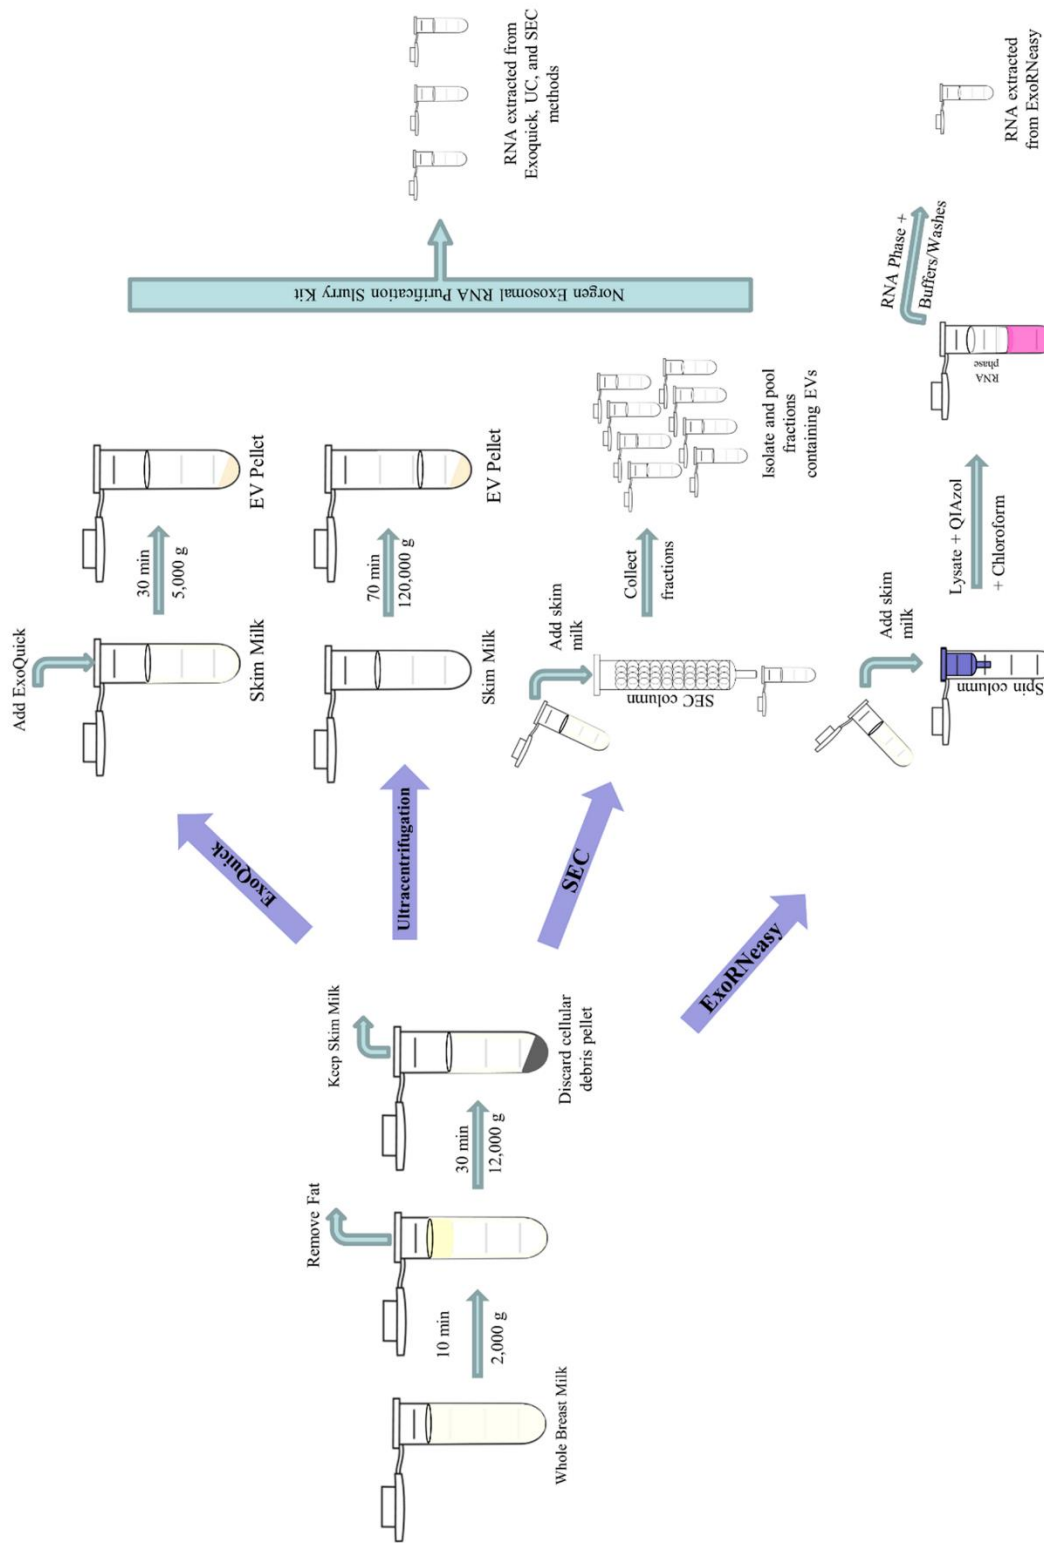 Whole Breast Milk
10 min
2,000 g
Remove Fat
30 min
12,000 g
Keep Skim Milk
Discard cellular
debris pellet
ExoQuick
Ultracentrifugation
SEC
ExoRNeasy
Add ExoQuick
Skim Milk
30 min
5,000 g
EV Pellet
Skim Milk
70 min
120,000 g
EV Pellet
Add skim
milk
SEC column
Collect
fractions
Isolate and pool
fractions
containing EVs
Norgen Exosomal RNA Purification Slurry Kit
RNA extracted from
Exoquick, UC, and SEC
methods
Add skim
milk
Spin column
Lysate + QIAzol
+ Chloroform
RNA
phase
RNA Phase +
Buffers/Washes
RNA extracted
from ExoRNeasy